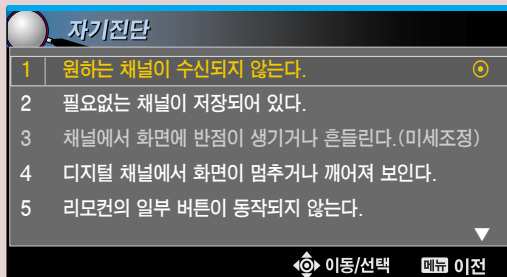 자기진단
1 원하는 채널이 수신되지 않는다.
2 필요없는 채널이 저장되어 있다.
3 채널에서 화면에 반점이 생기거나 흔들린다.(미세조정)
4 디지털 채널에서 화면이 멈추거나 깨어져 보인다.
5 리모컨의 일부 버튼이 동작되지 않는다.
이동/선택 메뉴 이전